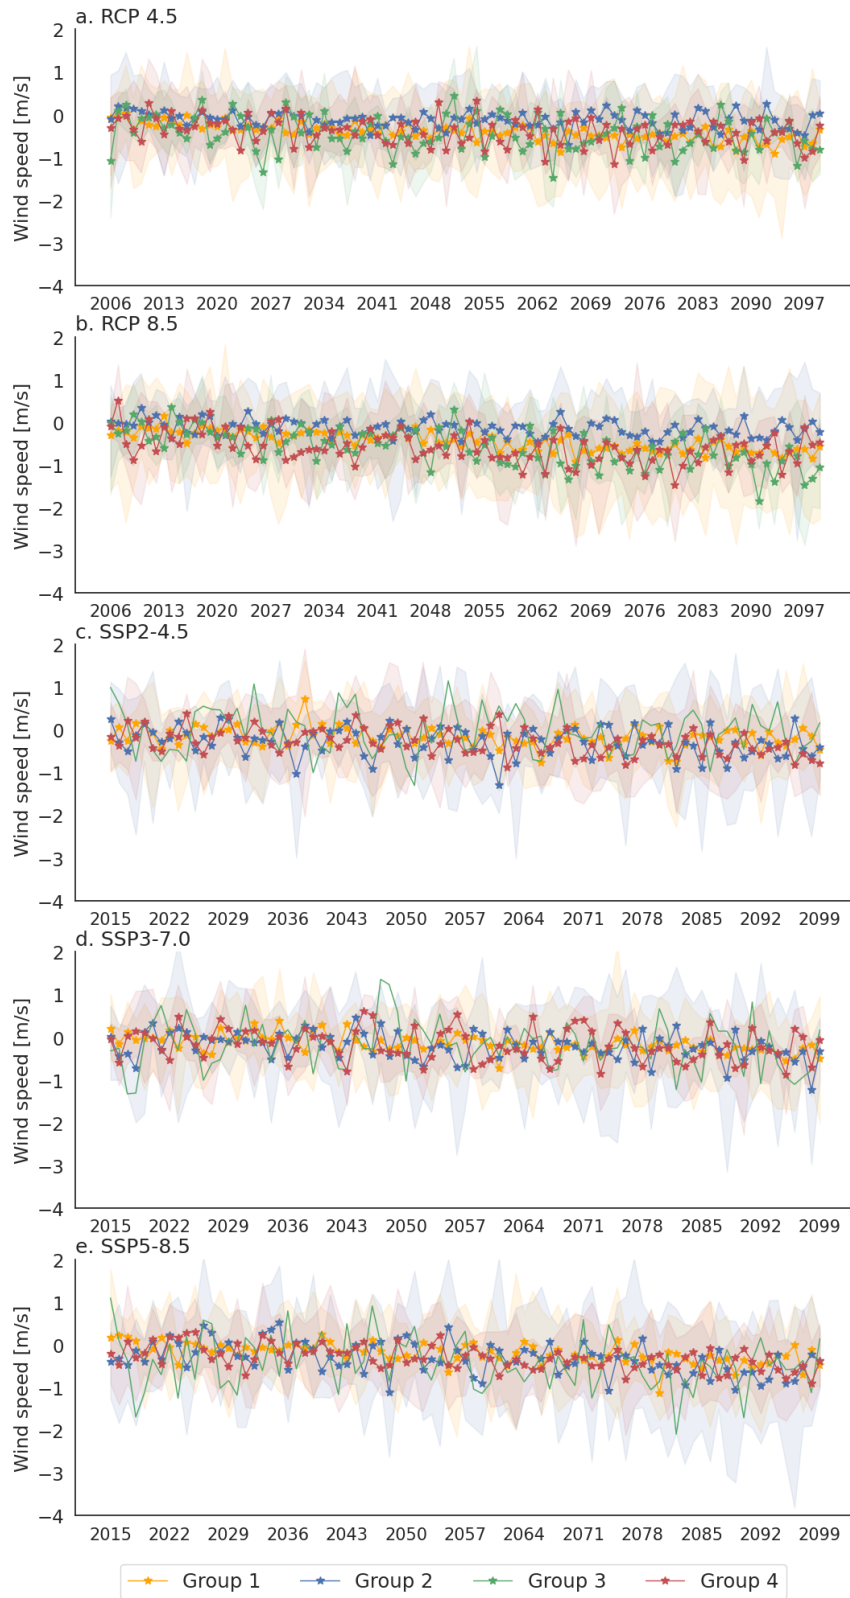 a. RCP 4.5
2
1
0
−1
−2
−3
−4
Wind speed [m/s]
2006 2013 2020 2027 2034 2041 2048 2055 2062 2069 2076 2083 2090 2097
b. RCP 8.5
2
1
0
−1
−2
−3
−4
Wind speed [m/s]
2006 2013 2020 2027 2034 2041 2048 2055 2062 2069 2076 2083 2090 2097
c. SSP2-4.5
2
1
0
−1
−2
−3
−4
Wind speed [m/s]
2015 2022 2029 2036 2043 2050 2057 2064 2071 2078 2085 2092 2099
d. SSP3-7.0
2
1
0
−1
−2
−3
−4
Wind speed [m/s]
2015 2022 2029 2036 2043 2050 2057 2064 2071 2078 2085 2092 2099
e. SSP5-8.5
2
1
0
−1
−2
−3
−4
Wind speed [m/s]
2015 2022 2029 2036 2043 2050 2057 2064 2071 2078 2085 2092 2099
Group 1 Group 2 Group 3 Group 4